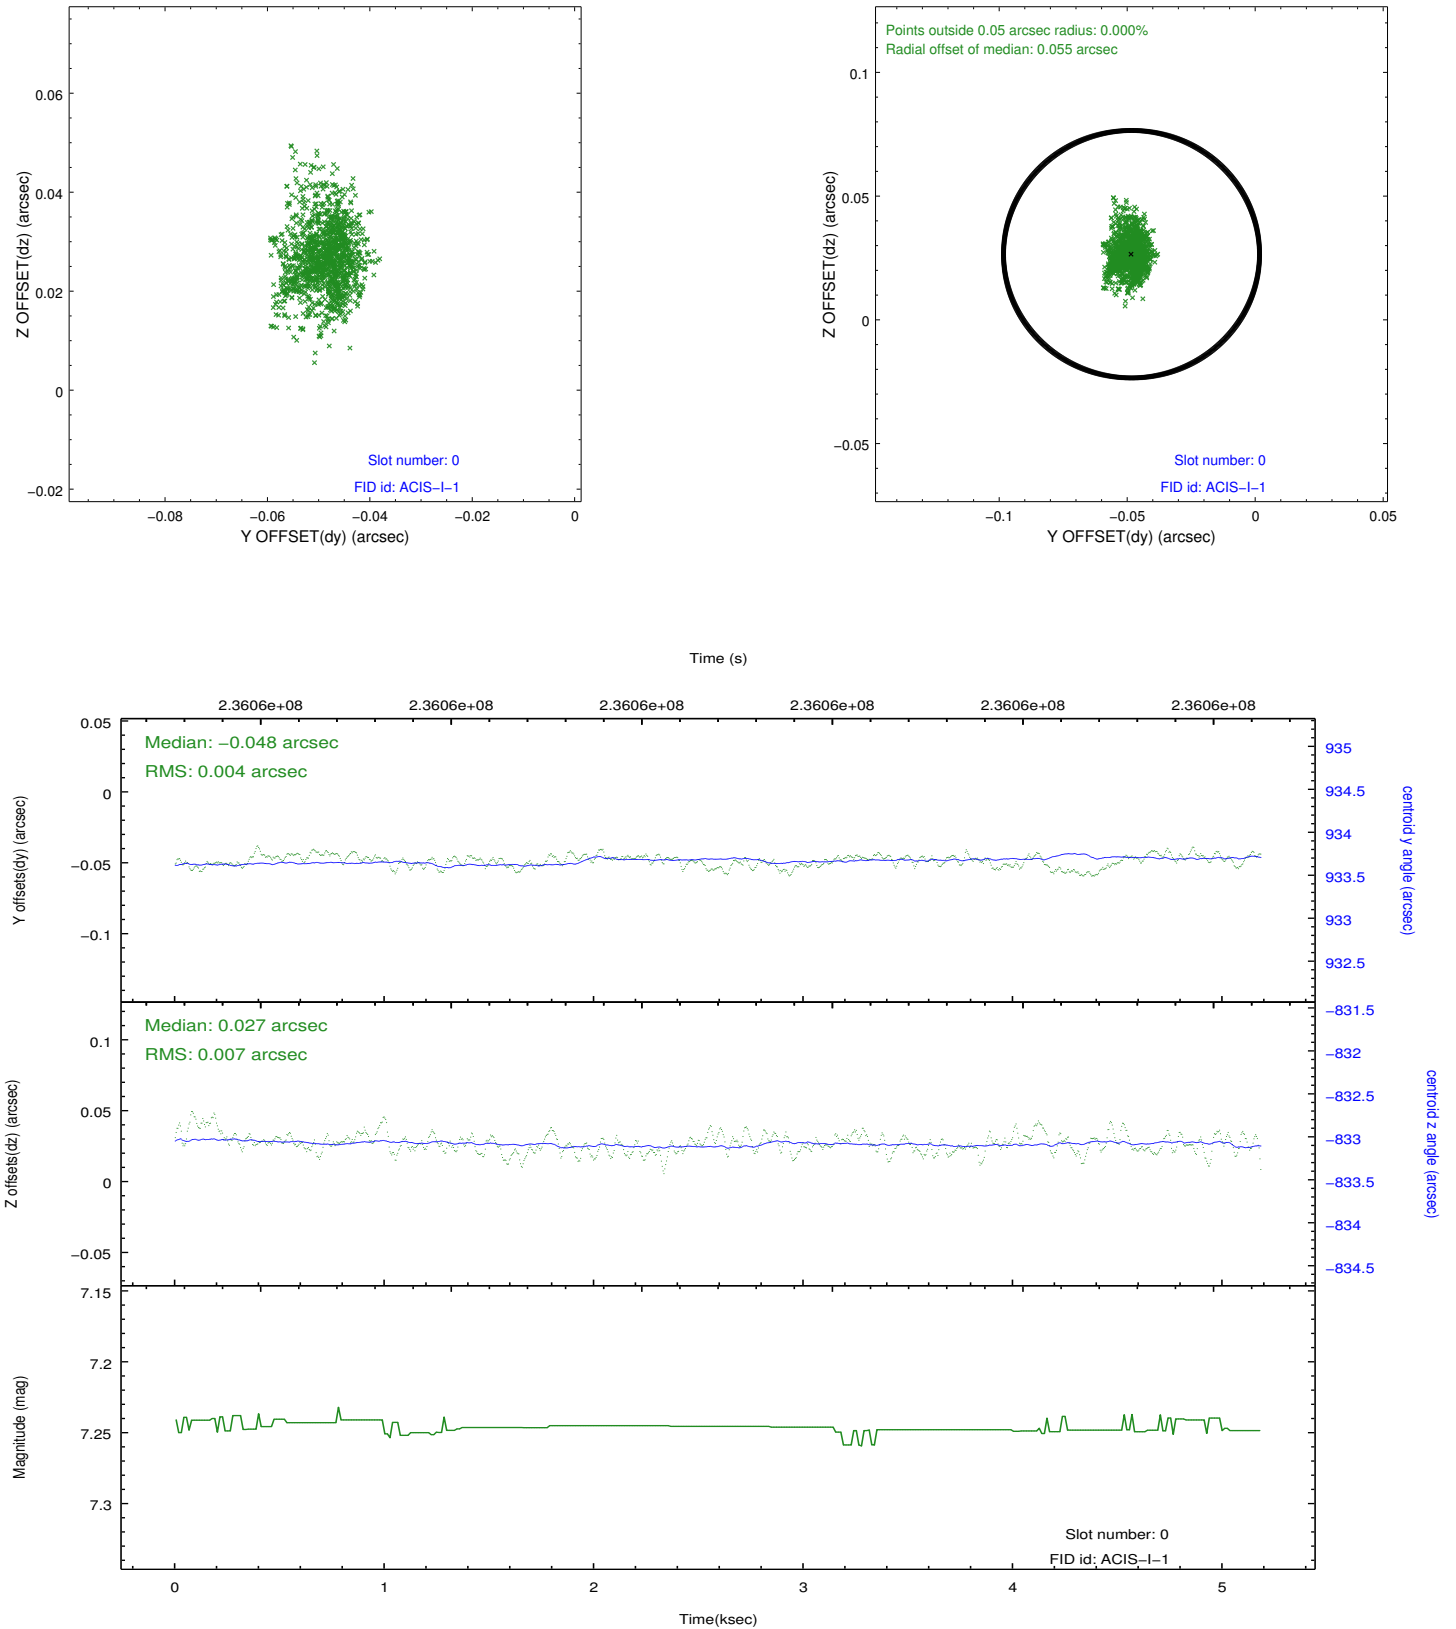 0.06
0.04
0.02
0
−0.02
Z OFFSET(dz) (arcsec)
Slot number: 0
FID id: ACIS−I−1
−0.08 −0.06 −0.04 −0.02 0
Y OFFSET(dy) (arcsec)
Points outside 0.05 arcsec radius: 0.000%
Radial offset of median: 0.055 arcsec
0.1
0.05
0
−0.05
Z OFFSET(dz) (arcsec)
Slot number: 0
FID id: ACIS−I−1
−0.1 −0.05 0 0.05
Y OFFSET(dy) (arcsec)
Time (s)
2.3606e+08 2.3606e+08 2.3606e+08 2.3606e+08 2.3606e+08 2.3606e+08
Median: −0.048 arcsec
RMS: 0.004 arcsec
0.05
0
−0.05
−0.1
Y offsets(dy) (arcsec)
935
934.5
934
933.5
933
932.5
centroid y angle (arcsec)
Median: 0.027 arcsec
RMS: 0.007 arcsec
0.1
0.05
0
−0.05
Z offsets(dz) (arcsec)
−831.5
−832
−832.5
−833
−833.5
−834
−834.5
centroid z angle (arcsec)
7.15
7.2
7.25
7.3
Magnitude (mag)
Slot number: 0
FID id: ACIS−I−1
0 1 2 3 4 5
Time(ksec)